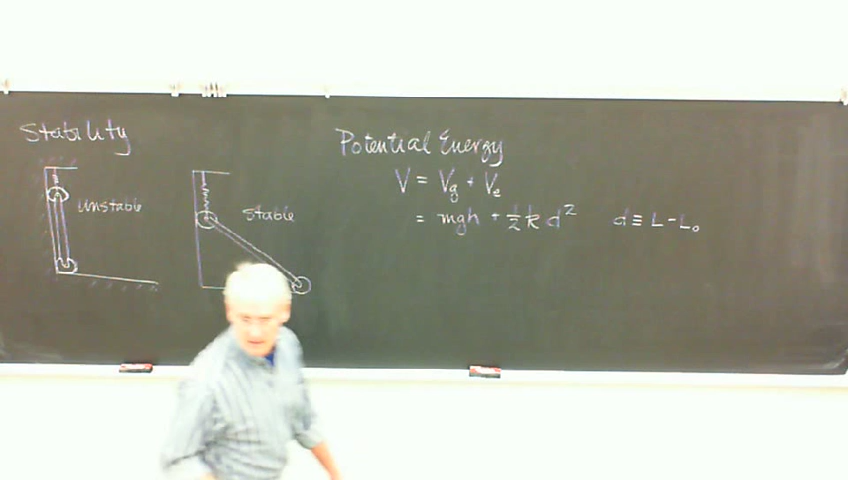 Stability
Unstable
Stable
Potential Energy
V = Vg + Ve
= mgh + ½ k d² d ≡ L - L₀